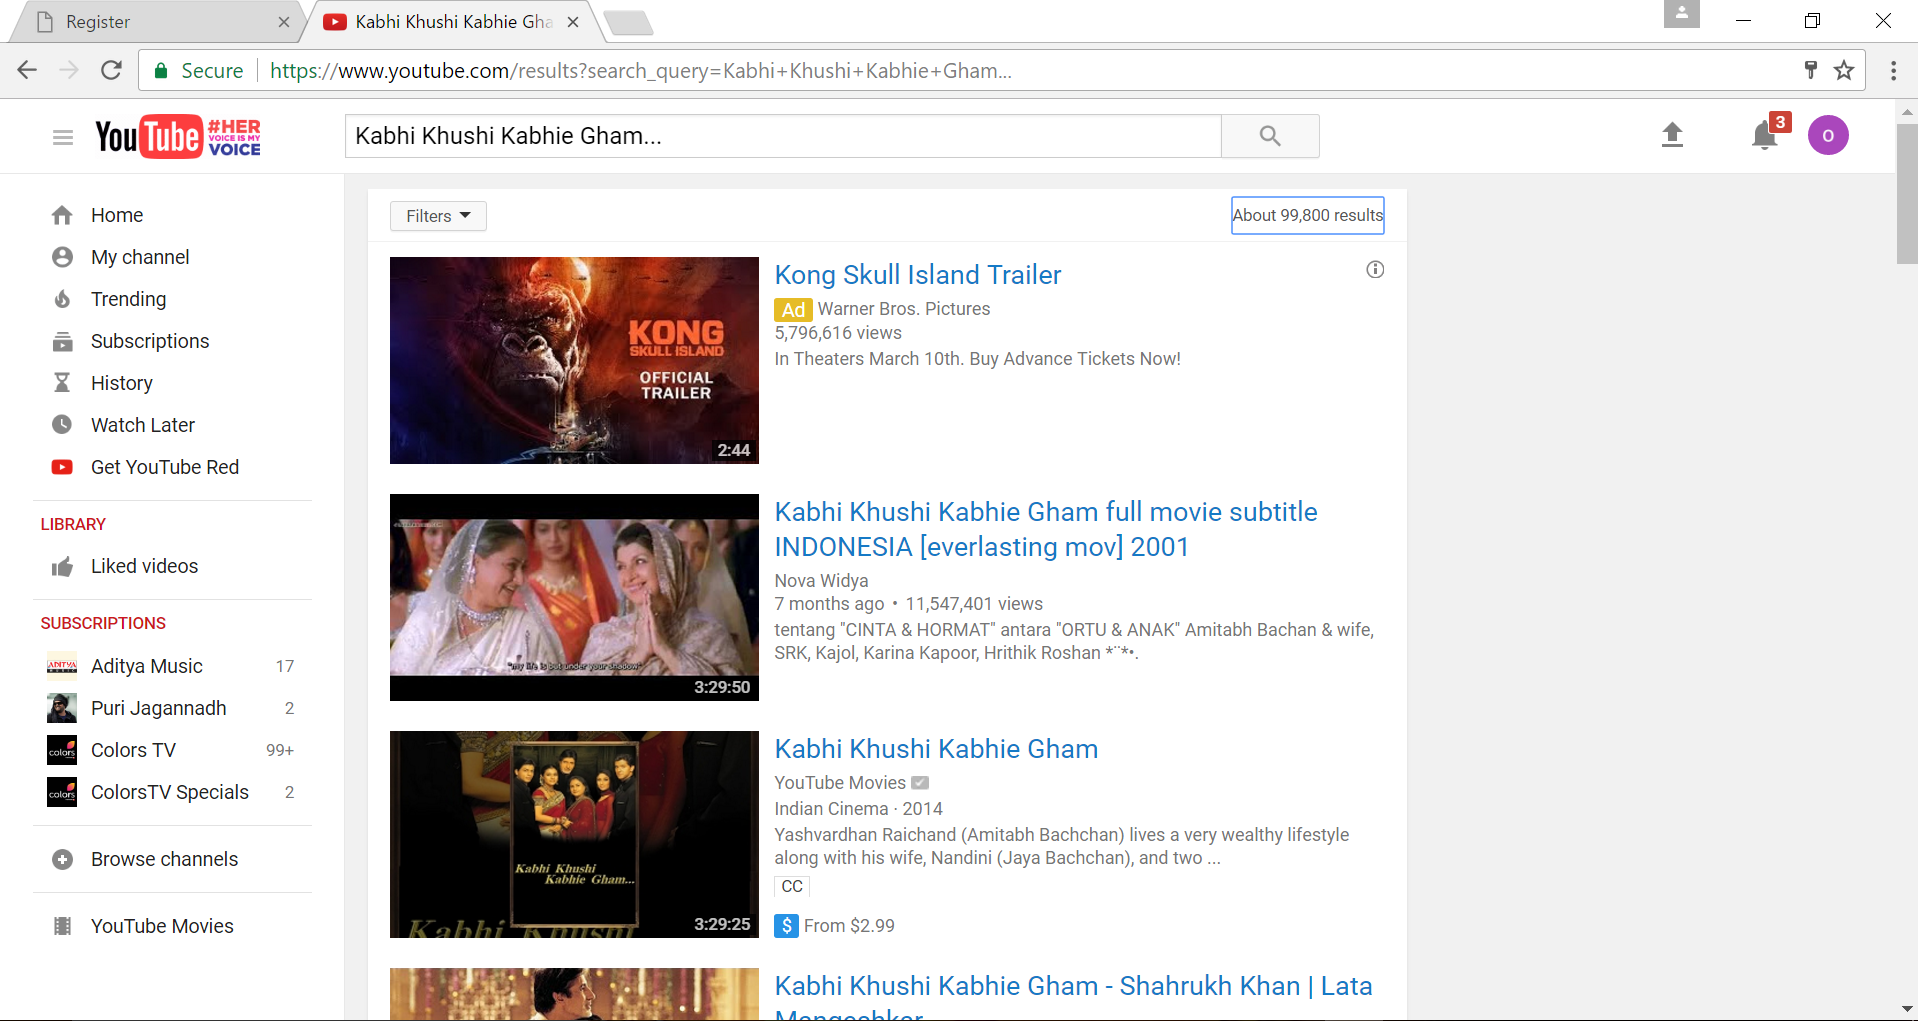 Register
Kabhi Khushi Kabhie Gha
Secure
https://www.youtube.com/results?search_query=Kabhi+Khushi+Kabhie+Gham...
YouTube
#HER
VOICE IS MY
VOICE
Kabhi Khushi Kabhie Gham...
3
O
Home
My channel
Trending
Subscriptions
History
Watch Later
Get YouTube Red
LIBRARY
Liked videos
SUBSCRIPTIONS
Aditya Music 17
Puri Jagannadh 2
Colors TV 99+
ColorsTV Specials 2
Browse channels
YouTube Movies
Filters
About 99,800 results
KONG
SKULL ISLAND
OFFICIAL
TRAILER
2:44
Kong Skull Island Trailer
Ad Warner Bros. Pictures
5,796,616 views
In Theaters March 10th. Buy Advance Tickets Now!
"my life is but under your shadow"
3:29:50
Kabhi Khushi Kabhie Gham full movie subtitle
INDONESIA [everlasting mov] 2001
Nova Widya
7 months ago • 11,547,401 views
tentang "CINTA & HORMAT" antara "ORTU & ANAK" Amitabh Bachan & wife,
SRK, Kajol, Karina Kapoor, Hrithik Roshan *¨*•.
Kabhi Khushi
Kabhie Gham...
Kabhi Khushi
3:29:25
Kabhi Khushi Kabhie Gham
YouTube Movies
Indian Cinema · 2014
Yashvardhan Raichand (Amitabh Bachchan) lives a very wealthy lifestyle
along with his wife, Nandini (Jaya Bachchan), and two ...
CC
$ From $2.99
Kabhi Khushi Kabhie Gham - Shahrukh Khan | Lata
Mangeshkar